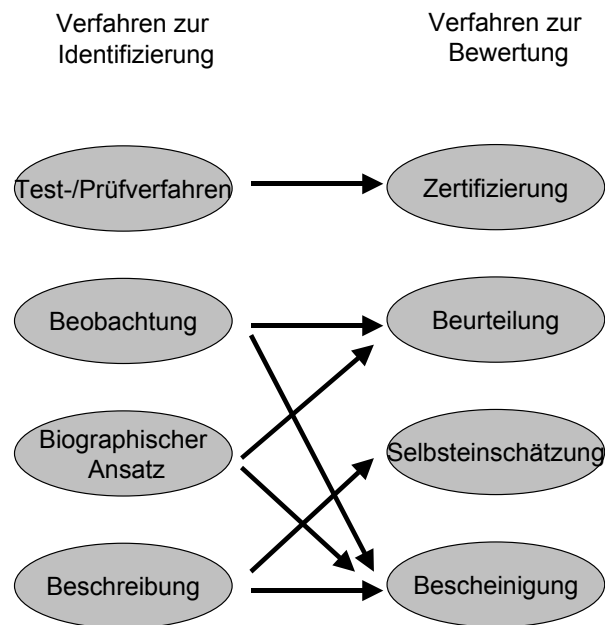 Verfahren zur
Identifizierung
Verfahren zur
Bewertung
Test-/Prüfverfahren
Zertifizierung
Beobachtung
Beurteilung
Biographischer
Ansatz
Selbsteinschätzung
Beschreibung
Bescheinigung